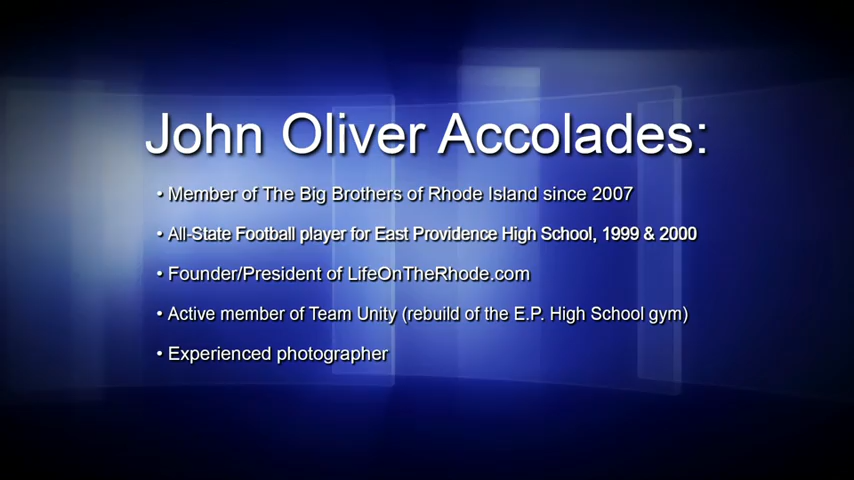 John Oliver Accolades:
• Member of The Big Brothers of Rhode Island since 2007
• All-State Football player for East Providence High School, 1999 & 2000
• Founder/President of LifeOnTheRhode.com
• Active member of Team Unity (rebuild of the E.P. High School gym)
• Experienced photographer